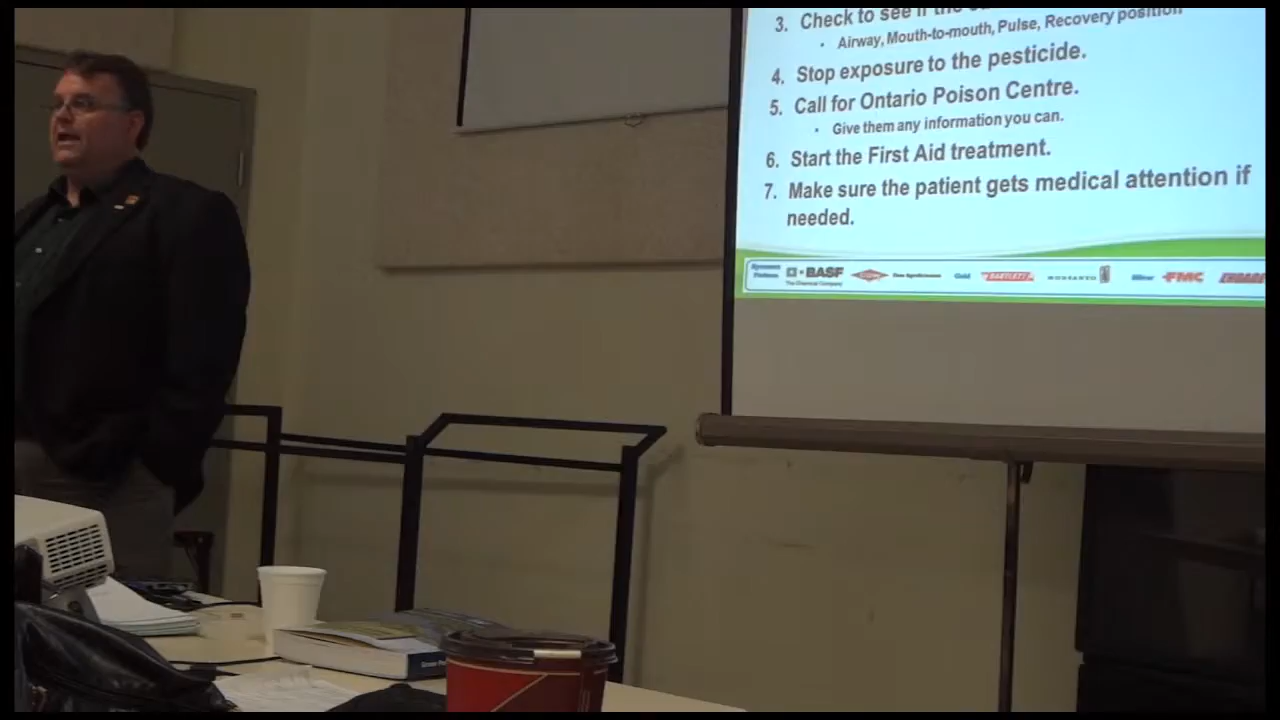 3. Check to see if the
• Airway, Mouth-to-mouth, Pulse, Recovery position
4. Stop exposure to the pesticide.
5. Call for Ontario Poison Centre.
• Give them any information you can.
6. Start the First Aid treatment.
7. Make sure the patient gets medical attention if
needed.
BASF
The Chemical Company
BARTLETT
MONSANTO
FMC